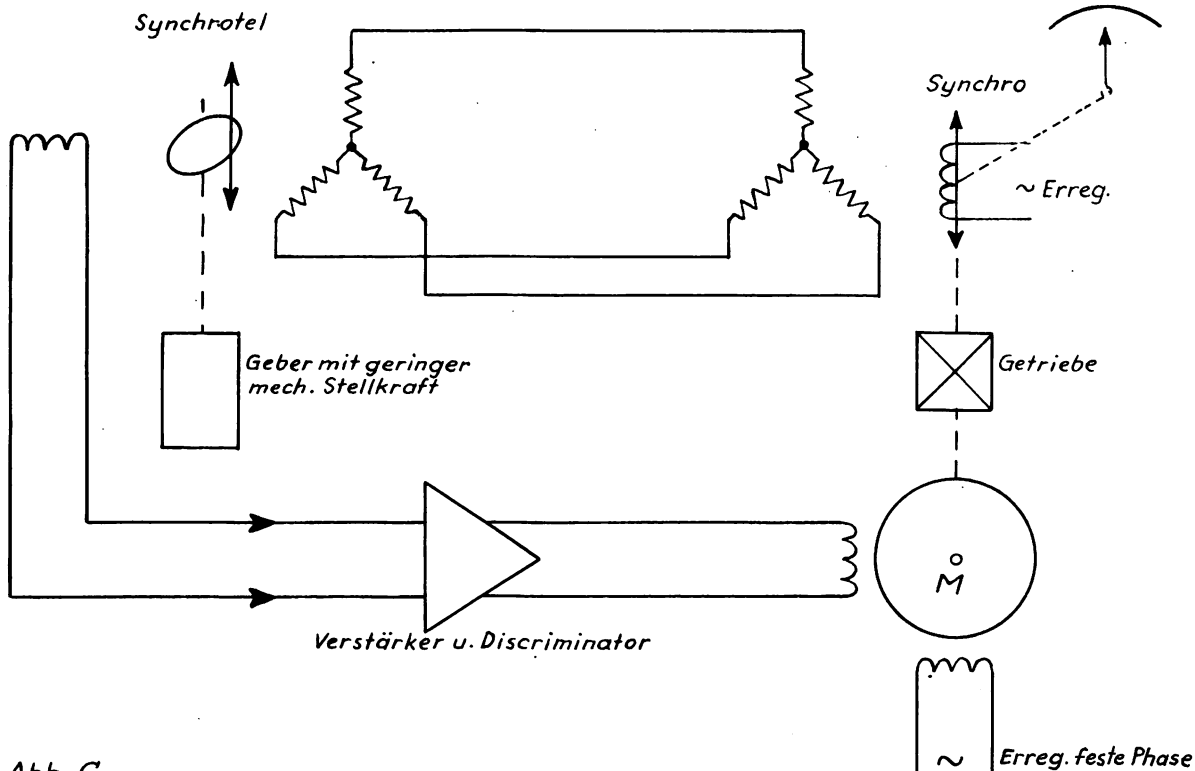 Synchrotel
Synchro
~ Erreg.
Geber mit geringer
mech. Stellkraft
Getriebe
M
Verstärker u. Discriminator
~ Erreg. feste Phase